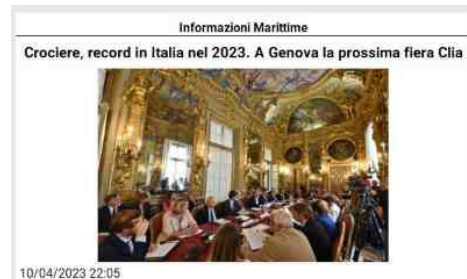 Informazioni Marittime
Crociere, record in Italia nel 2023. A Genova la prossima fiera Clia
10/04/2023 22:05